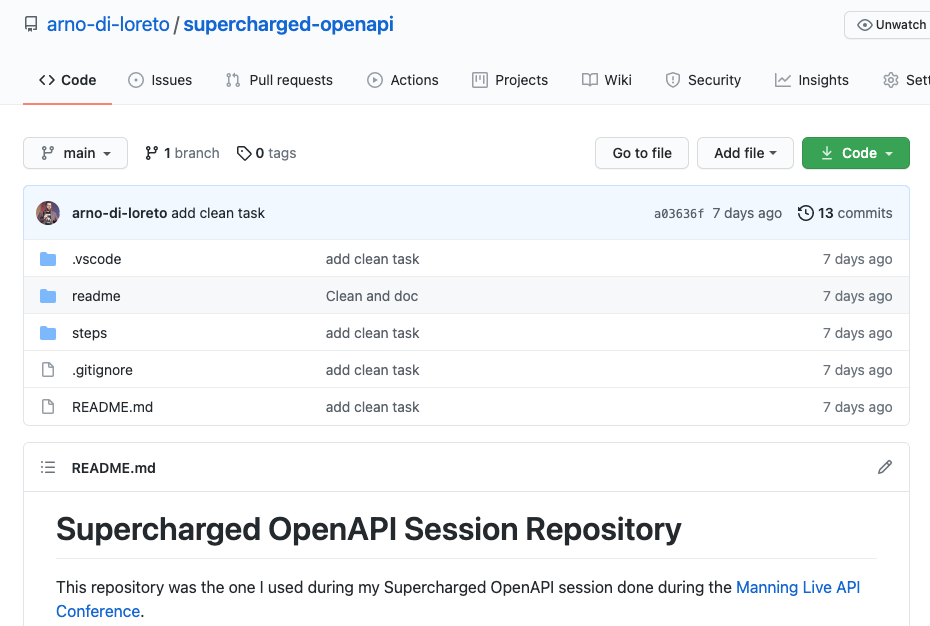 arno-di-loreto / supercharged-openapi
Unwatch
Code Issues Pull requests Actions Projects Wiki Security Insights Sett
main 1 branch 0 tags Go to file Add file Code
arno-di-loreto add clean task a03636f 7 days ago 13 commits
.vscode add clean task 7 days ago
readme Clean and doc 7 days ago
steps add clean task 7 days ago
.gitignore add clean task 7 days ago
README.md add clean task 7 days ago
README.md
Supercharged OpenAPI Session Repository
This repository was the one I used during my Supercharged OpenAPI session done during the Manning Live API
Conference.